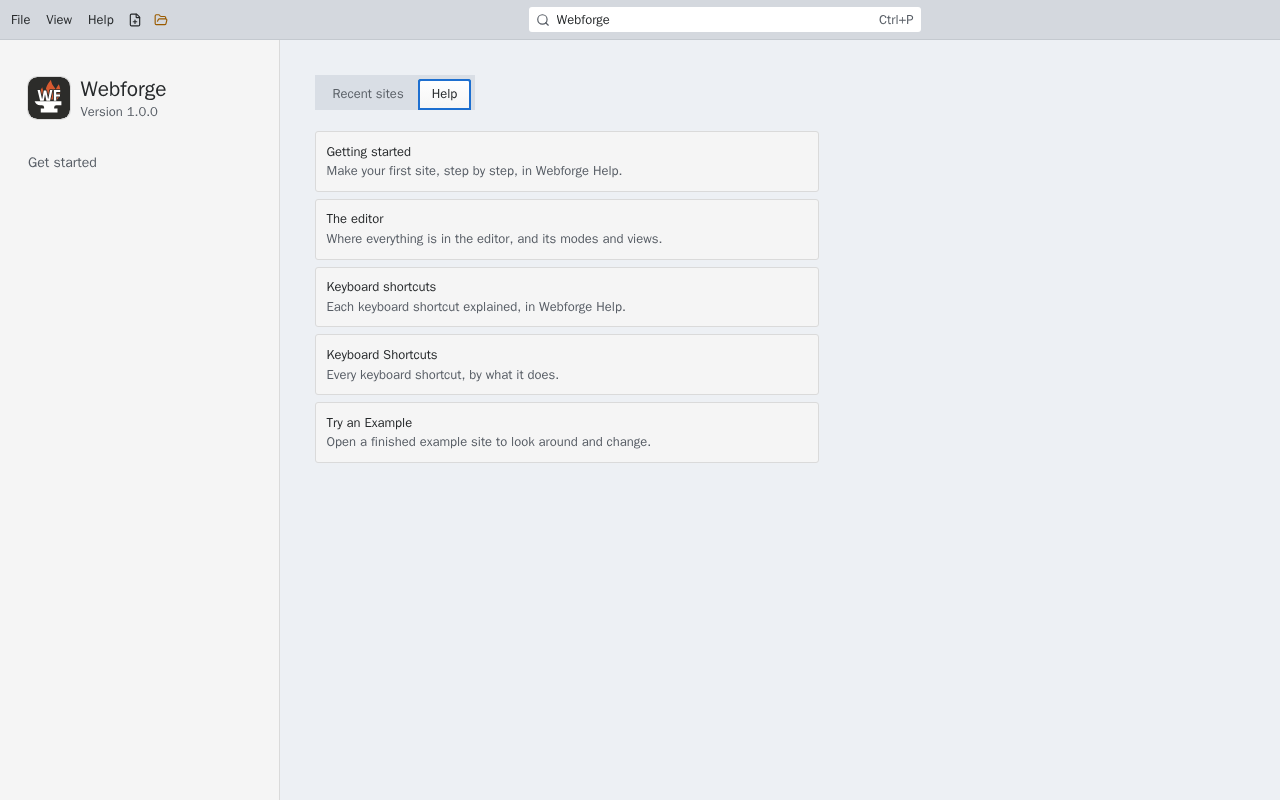 File View Help Webforge Ctrl+P
WF
Webforge
Version 1.0.0
Get started
Recent sites Help
Getting started
Make your first site, step by step, in Webforge Help.
The editor
Where everything is in the editor, and its modes and views.
Keyboard shortcuts
Each keyboard shortcut explained, in Webforge Help.
Keyboard Shortcuts
Every keyboard shortcut, by what it does.
Try an Example
Open a finished example site to look around and change.